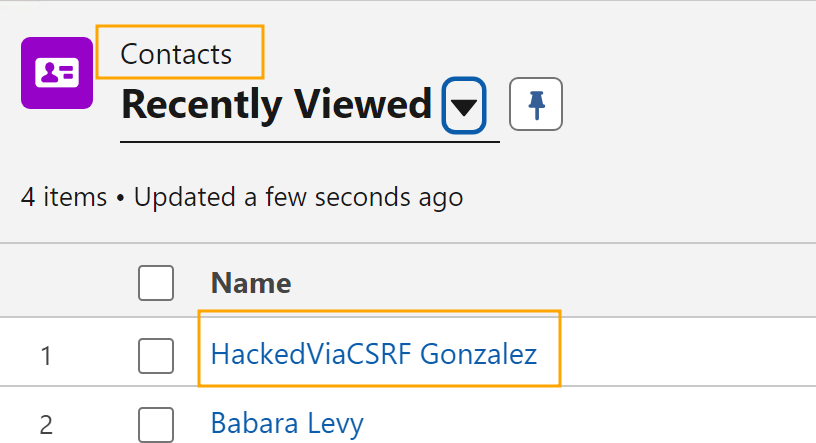 Contacts
Recently Viewed
4 items • Updated a few seconds ago
Name
1 HackedViaCSRF Gonzalez
2 Babara Levy